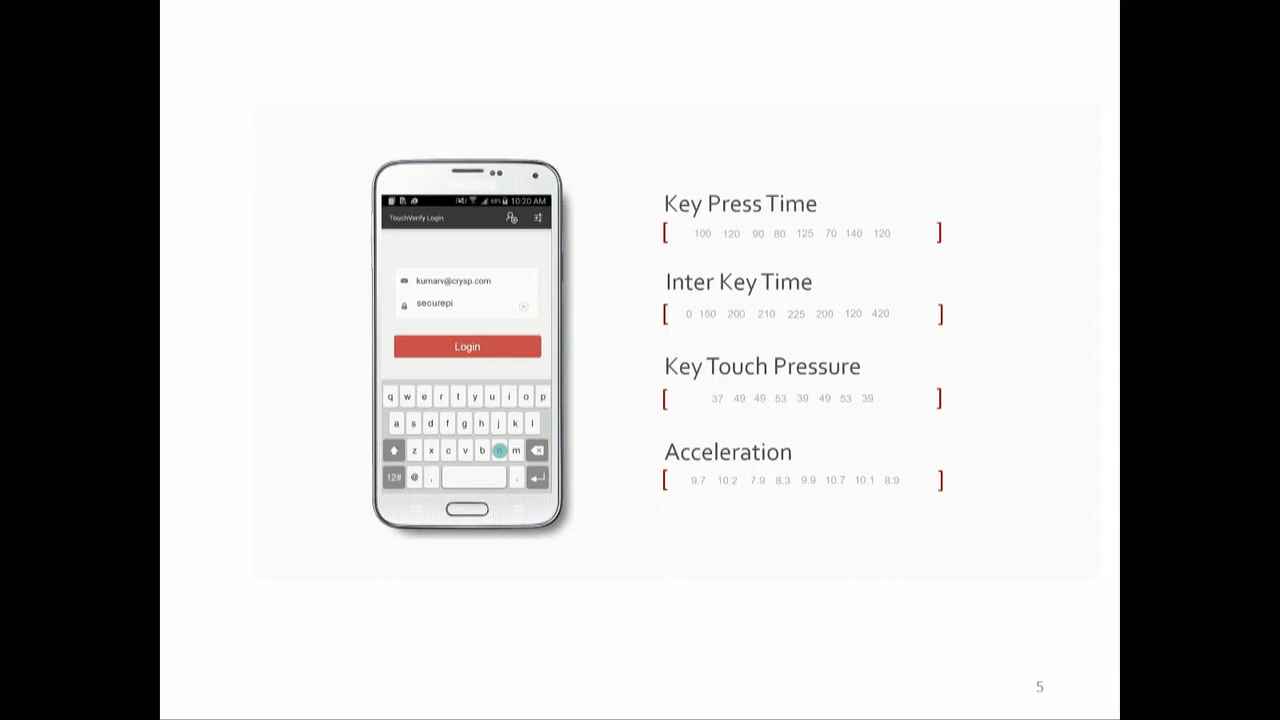 10:20 AM
TouchVerify Login
kumarv@crysp.com
securepi
Login
q w e r t y u i o p
a s d f g h j k l
z x c v b n m
12# @ , .
Key Press Time
[ 100 120 90 80 125 70 140 120 ]
Inter Key Time
[ 0 150 200 210 225 200 120 420 ]
Key Touch Pressure
[ 37 49 49 53 39 49 53 39 ]
Acceleration
[ 9.7 10.2 7.9 8.3 9.9 10.7 10.1 8.9 ]
5